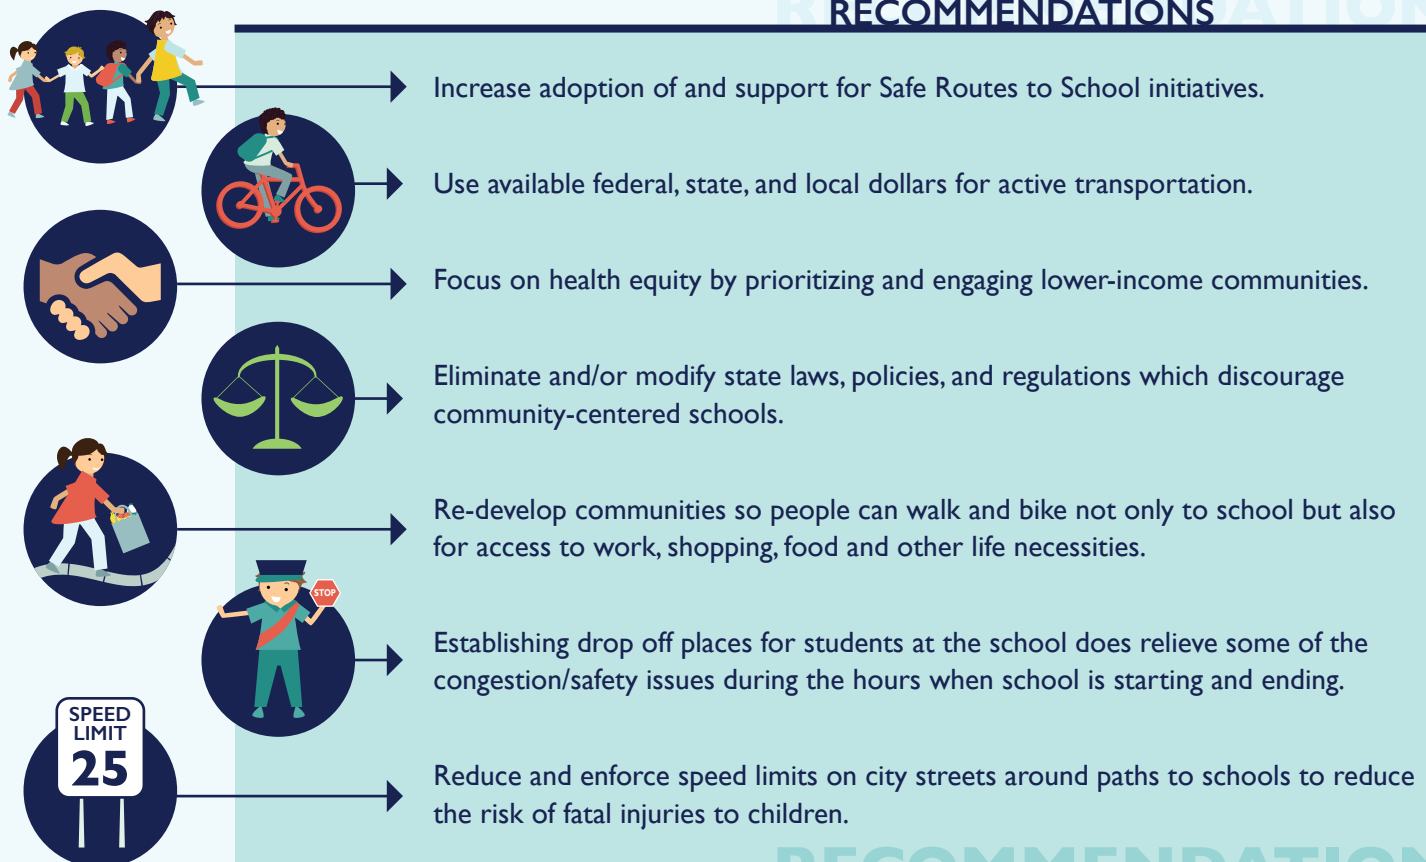 RECOMMENDATIONS
Increase adoption of and support for Safe Routes to School initiatives.
Use available federal, state, and local dollars for active transportation.
Focus on health equity by prioritizing and engaging lower-income communities.
Eliminate and/or modify state laws, policies, and regulations which discourage
community-centered schools.
Re-develop communities so people can walk and bike not only to school but also
for access to work, shopping, food and other life necessities.
STOP
Establishing drop off places for students at the school does relieve some of the
congestion/safety issues during the hours when school is starting and ending.
SPEED
LIMIT
25
Reduce and enforce speed limits on city streets around paths to schools to reduce
the risk of fatal injuries to children.
RECOMMENDATION